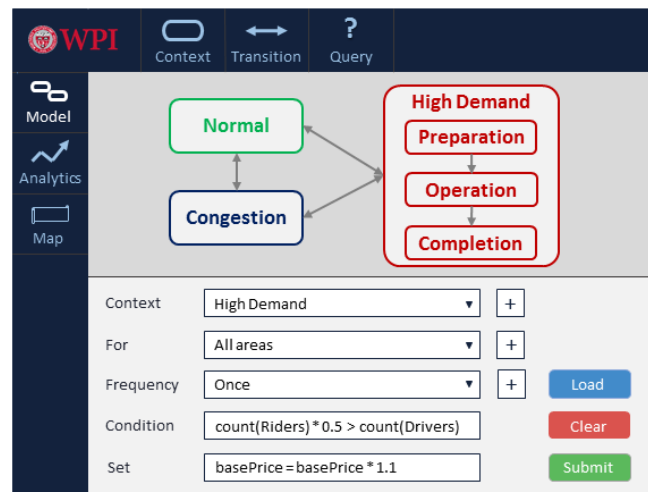 WPI
Context
Transition
?
Query
Model
Analytics
Map
Normal
Congestion
High Demand
Preparation
Operation
Completion
Context
High Demand
+
For
All areas
+
Frequency
Once
+
Load
Condition
count(Riders)*0.5 > count(Drivers)
Clear
Set
basePrice=basePrice*1.1
Submit